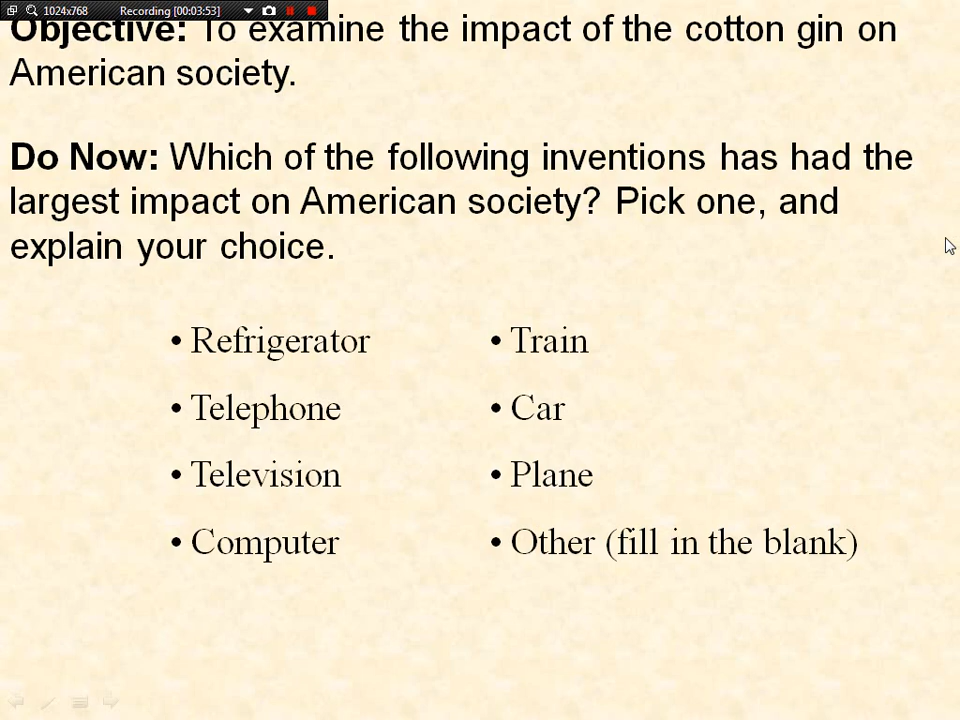 1024x768 Recording [00:03:53]
Objective: To examine the impact of the cotton gin on
American society.
Do Now: Which of the following inventions has had the
largest impact on American society? Pick one, and
explain your choice.
• Refrigerator
• Telephone
• Television
• Computer
• Train
• Car
• Plane
• Other (fill in the blank)